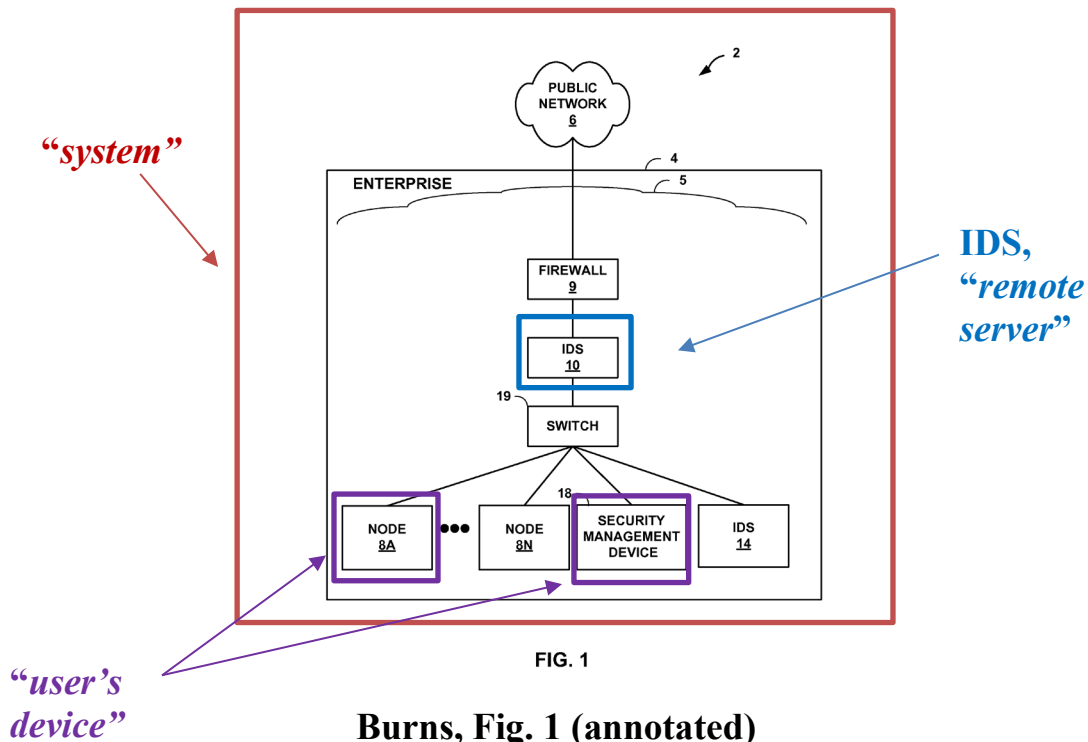 2
PUBLIC
NETWORK
6
“system”
4
ENTERPRISE
5
IDS,
“remote
server”
FIREWALL
9
IDS
10
19
SWITCH
18
NODE
8A
NODE
8N
SECURITY
MANAGEMENT
DEVICE
IDS
14
FIG. 1
“user’s
device”
Burns, Fig. 1 (annotated)